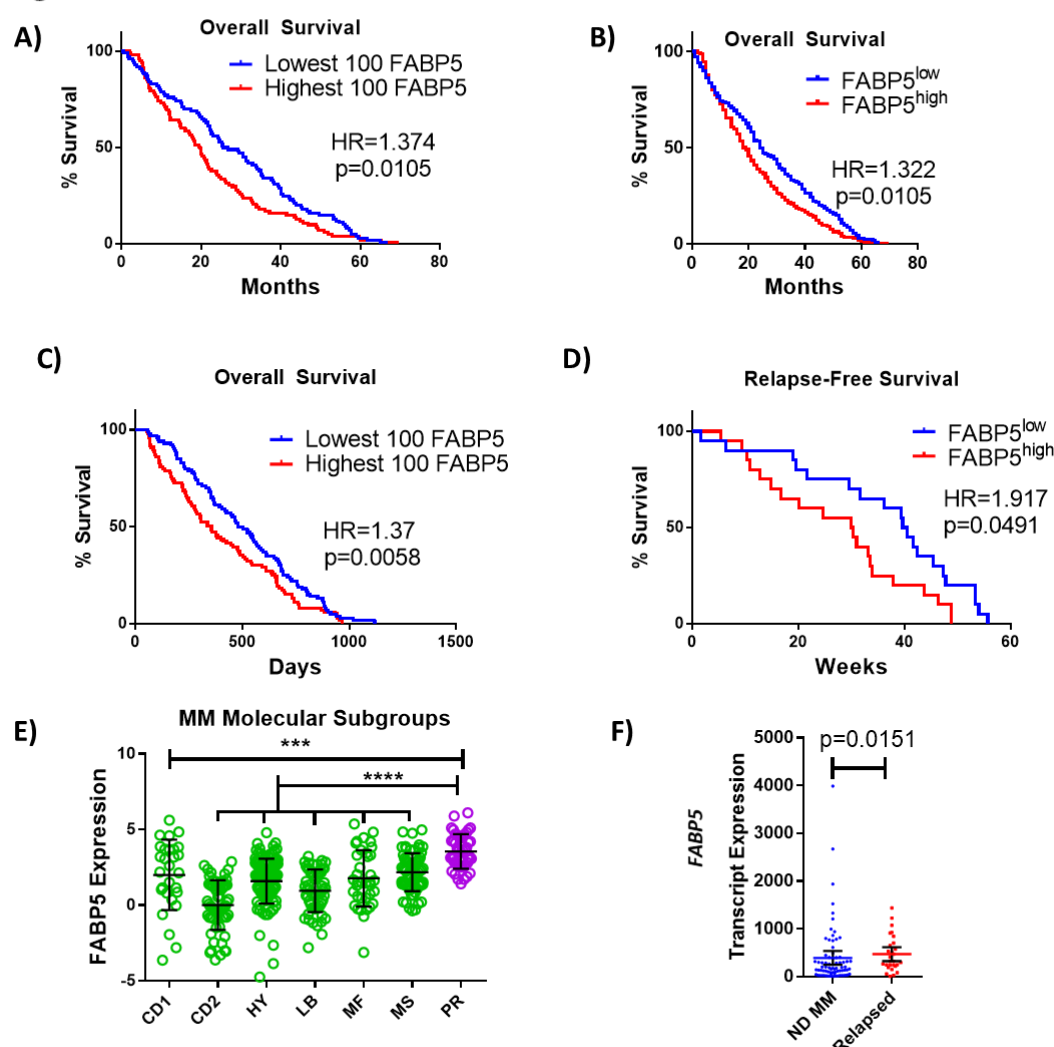 A)
Overall Survival
Lowest 100 FABP5
Highest 100 FABP5
HR=1.374
p=0.0105
% Survival
100
50
0
0 20 40 60 80
Months
B)
Overall Survival
FABP5low
FABP5high
HR=1.322
p=0.0105
% Survival
100
50
0
0 20 40 60 80
Months
C)
Overall Survival
Lowest 100 FABP5
Highest 100 FABP5
HR=1.37
p=0.0058
% Survival
100
50
0
0 500 1000 1500
Days
D)
Relapse-Free Survival
FABP5low
FABP5high
HR=1.917
p=0.0491
% Survival
100
50
0
0 20 40 60
Weeks
E)
MM Molecular Subgroups
***
****
FABP5 Expression
10
5
0
-5
CD1 CD2 HY LB MF MS PR
F)
p=0.0151
FABP5
Transcript Expression
5000
4000
3000
2000
1000
0
ND MM Relapsed